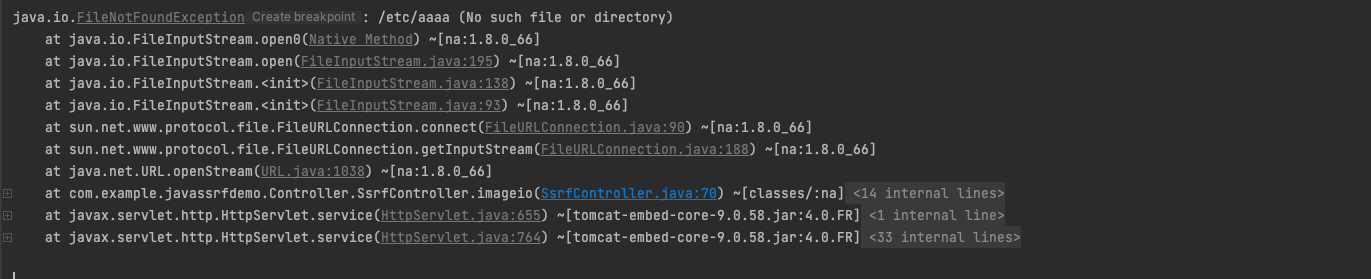 java.io.FileNotFoundException Create breakpoint : /etc/aaaa (No such file or directory)
at java.io.FileInputStream.open0(Native Method) ~[na:1.8.0_66]
at java.io.FileInputStream.open(FileInputStream.java:195) ~[na:1.8.0_66]
at java.io.FileInputStream.<init>(FileInputStream.java:138) ~[na:1.8.0_66]
at java.io.FileInputStream.<init>(FileInputStream.java:93) ~[na:1.8.0_66]
at sun.net.www.protocol.file.FileURLConnection.connect(FileURLConnection.java:90) ~[na:1.8.0_66]
at sun.net.www.protocol.file.FileURLConnection.getInputStream(FileURLConnection.java:188) ~[na:1.8.0_66]
at java.net.URL.openStream(URL.java:1038) ~[na:1.8.0_66]
at com.example.javassrfdemo.Controller.SsrfController.imageio(SsrfController.java:70) ~[classes/:na] <14 internal lines>
at javax.servlet.http.HttpServlet.service(HttpServlet.java:655) ~[tomcat-embed-core-9.0.58.jar:4.0.FR] <1 internal line>
at javax.servlet.http.HttpServlet.service(HttpServlet.java:764) ~[tomcat-embed-core-9.0.58.jar:4.0.FR] <33 internal lines>